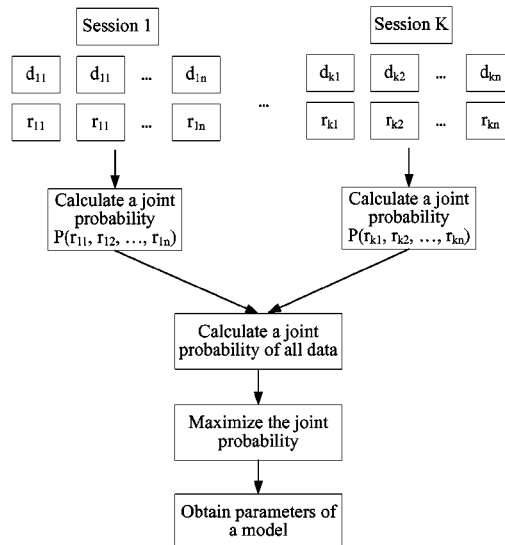 Session 1
Session K
d11 d11 ... d1n
dk1 dk2 ... dkn
...
r11 r11 ... r1n
rk1 rk2 ... rkn
Calculate a joint
probability
P(r11, r12, ..., r1n)
Calculate a joint
probability
P(rk1, rk2, ..., rkn)
Calculate a joint
probability of all data
Maximize the joint
probability
Obtain parameters of
a model